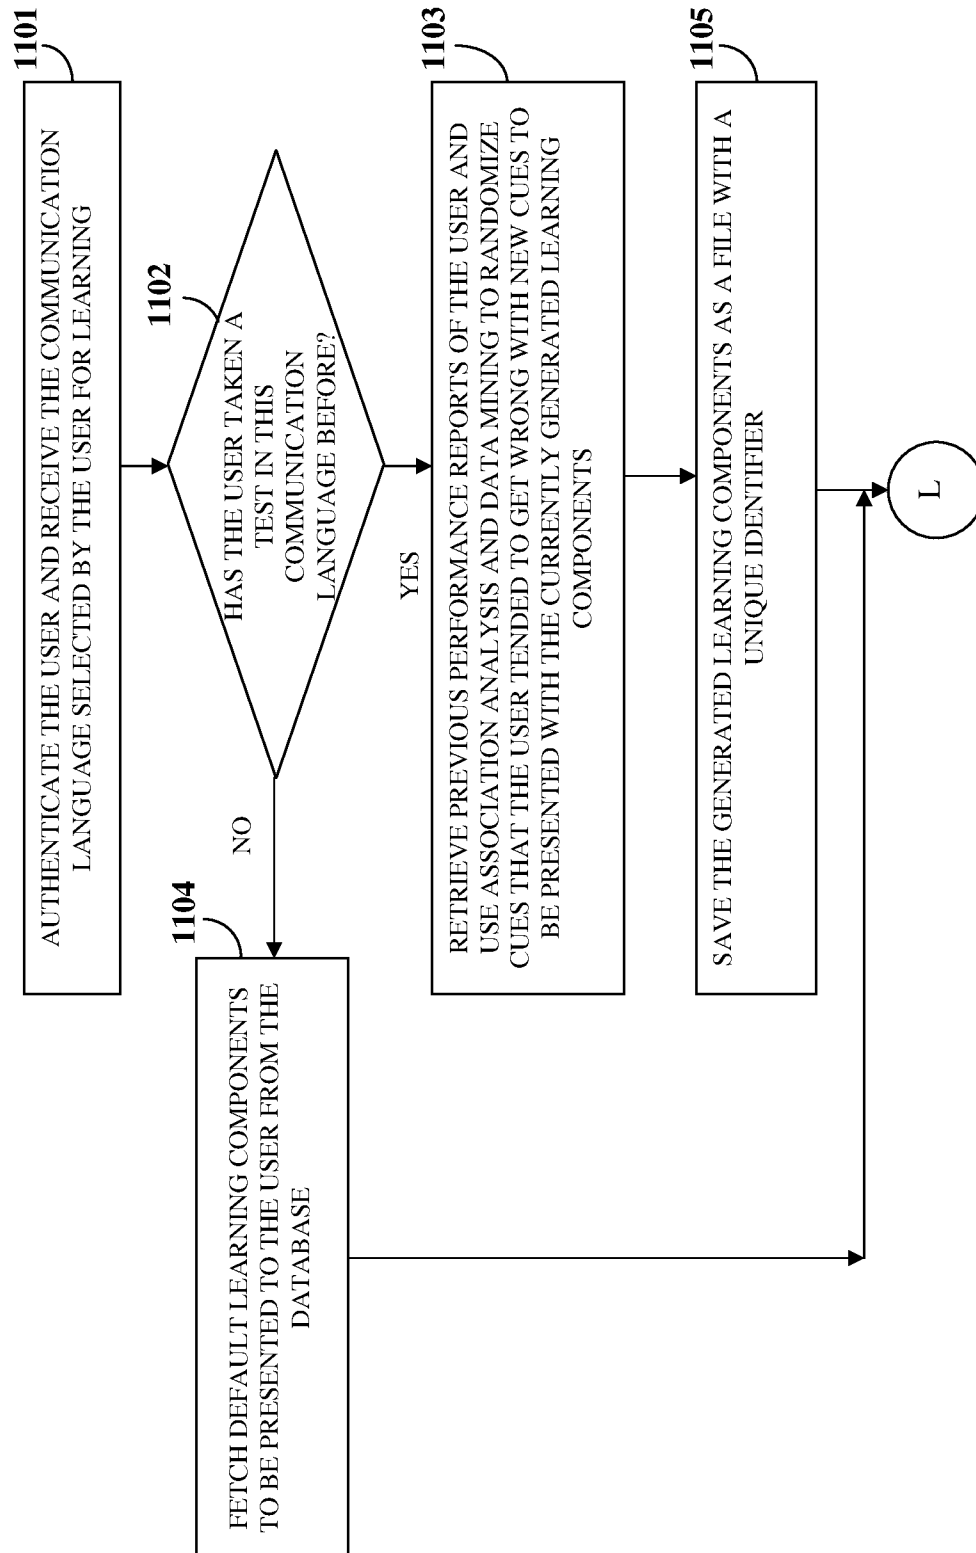 1101
AUTHENTICATE THE USER AND RECEIVE THE COMMUNICATION
LANGUAGE SELECTED BY THE USER FOR LEARNING
1102
HAS THE USER TAKEN A
TEST IN THIS
COMMUNICATION
LANGUAGE BEFORE?
NO
YES
1104
FETCH DEFAULT LEARNING COMPONENTS
TO BE PRESENTED TO THE USER FROM THE
DATABASE
1103
RETRIEVE PREVIOUS PERFORMANCE REPORTS OF THE USER AND
USE ASSOCIATION ANALYSIS AND DATA MINING TO RANDOMIZE
CUES THAT THE USER TENDED TO GET WRONG WITH NEW CUES TO
BE PRESENTED WITH THE CURRENTLY GENERATED LEARNING
COMPONENTS
1105
SAVE THE GENERATED LEARNING COMPONENTS AS A FILE WITH A
UNIQUE IDENTIFIER
L